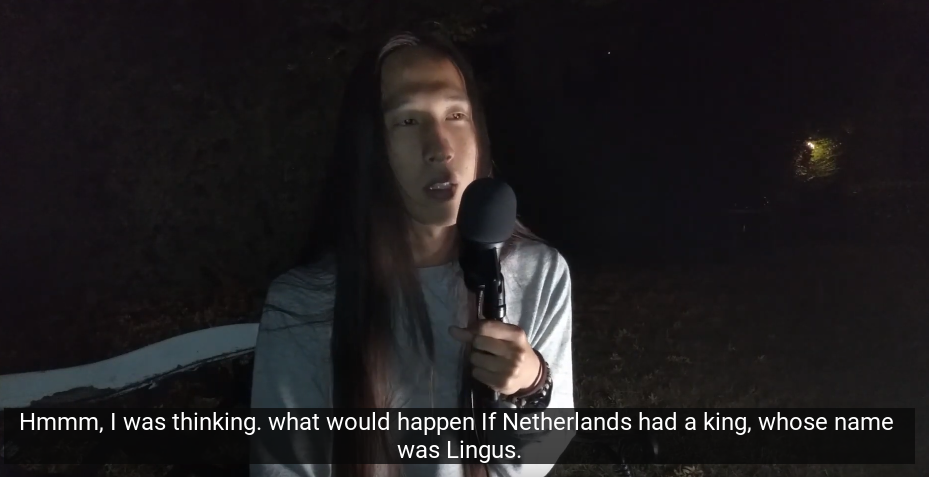 Hmmm, I was thinking. what would happen If Netherlands had a king, whose name
was Lingus.